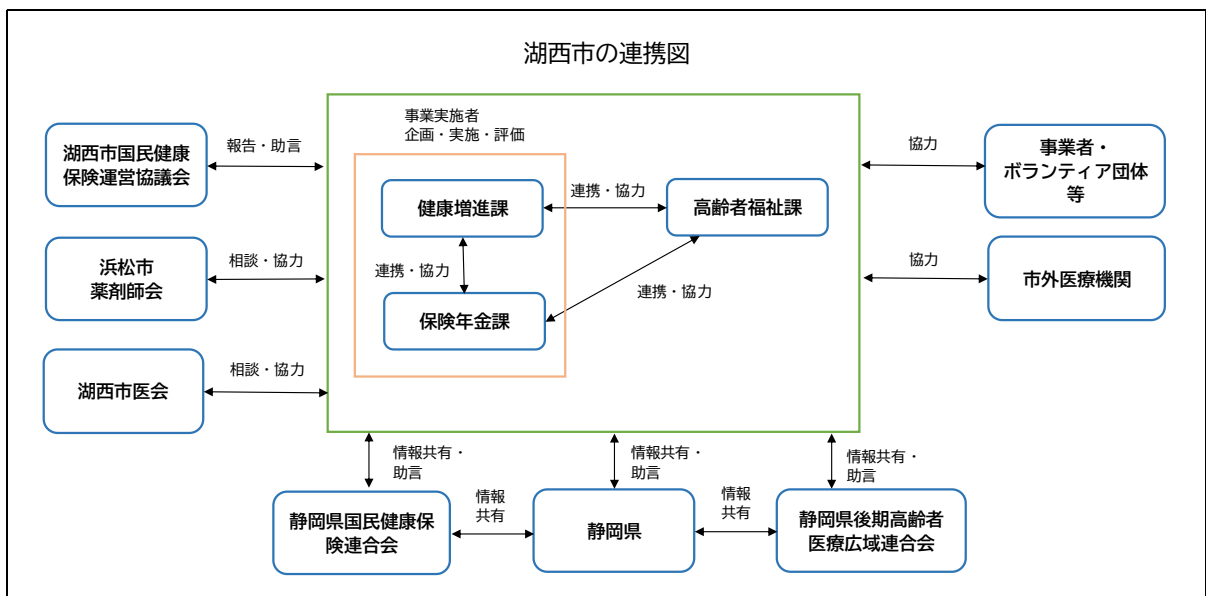 湖西市の連携図
事業実施者
企画・実施・評価
湖西市国民健康
保険運営協議会
報告・助言
浜松市
薬剤師会
相談・協力
湖西市医会
相談・協力
健康増進課
連携・協力
高齢者福祉課
連携・協力
保険年金課
連携・協力
協力
事業者・
ボランティア団体
等
協力
市外医療機関
情報共有・
助言
情報共有・
助言
情報共有・
助言
静岡県国民健康保
険連合会
情報
共有
静岡県
情報
共有
静岡県後期高齢者
医療広域連合会